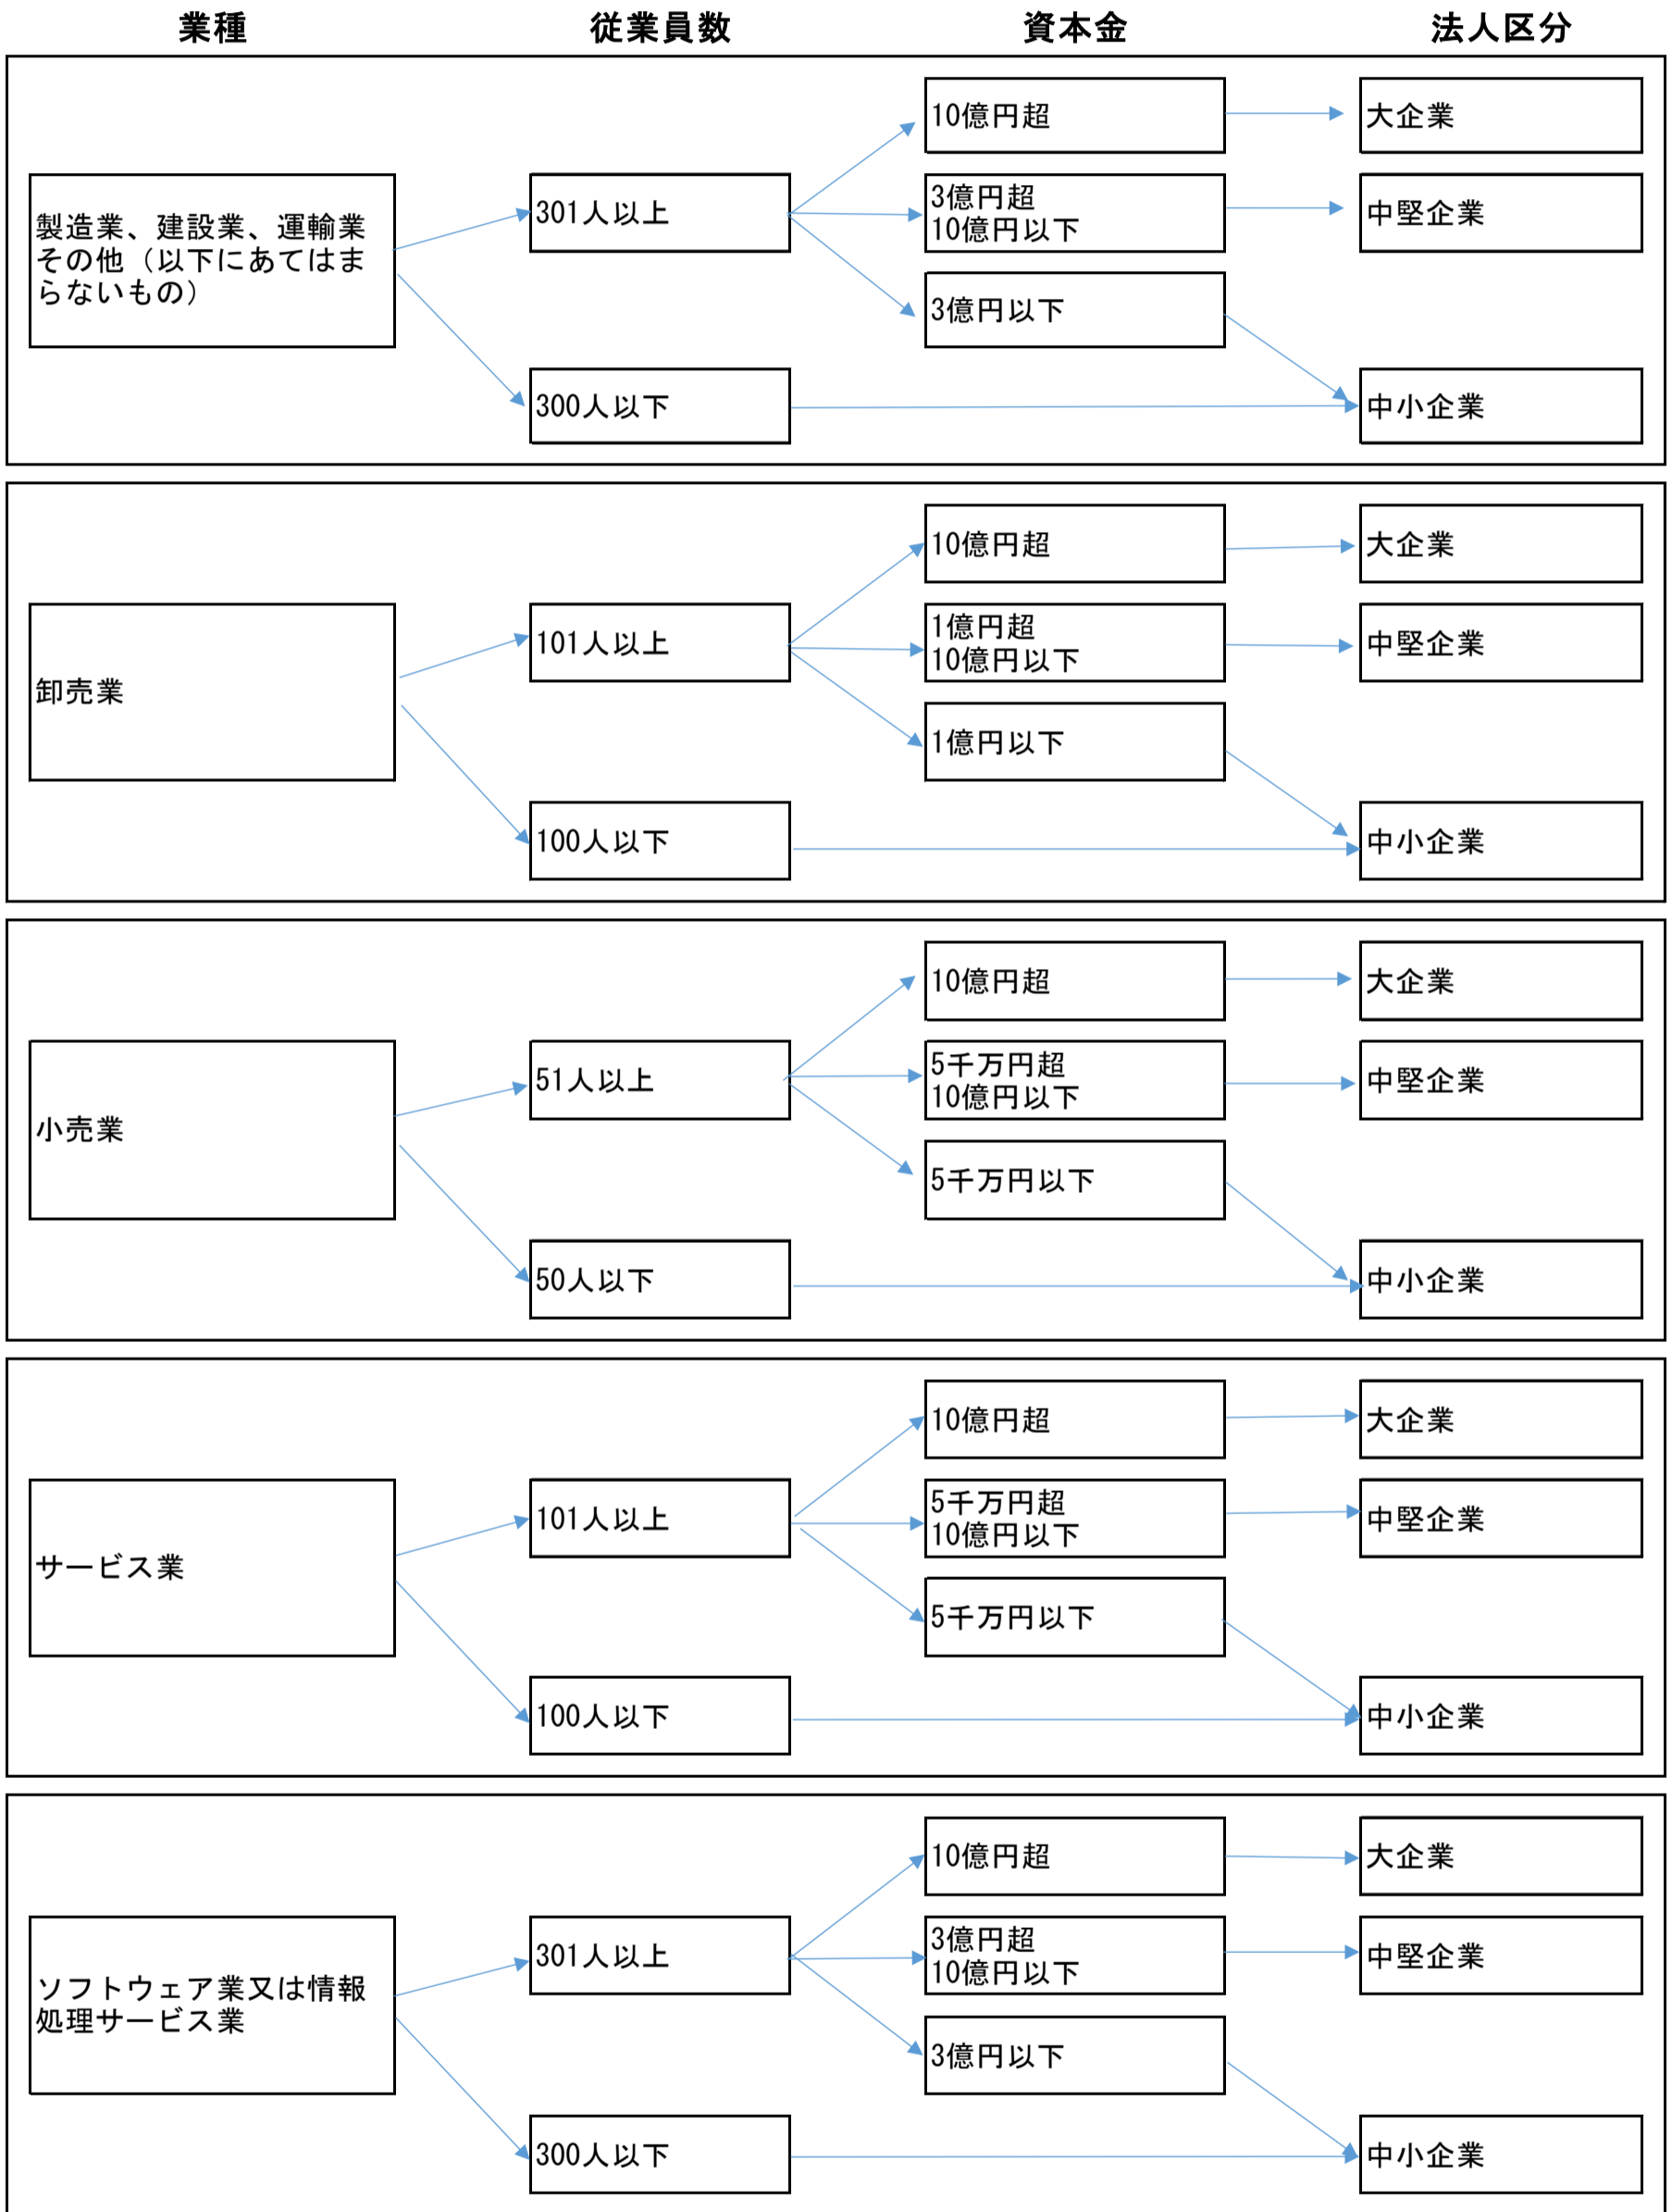 業種 従業員数 資本金 法人区分
10億円超 大企業
製造業、建設業、運輸業
その他（以下にあてはま
らないもの）
301人以上
3億円超
10億円以下
中堅企業
3億円以下
300人以下 中小企業
10億円超 大企業
卸売業
101人以上
1億円超
10億円以下
中堅企業
1億円以下
100人以下 中小企業
10億円超 大企業
小売業
51人以上
5千万円超
10億円以下
中堅企業
5千万円以下
50人以下 中小企業
10億円超 大企業
サービス業
101人以上
5千万円超
10億円以下
中堅企業
5千万円以下
100人以下 中小企業
10億円超 大企業
ソフトウェア業又は情報
処理サービス業
301人以上
3億円超
10億円以下
中堅企業
3億円以下
300人以下 中小企業